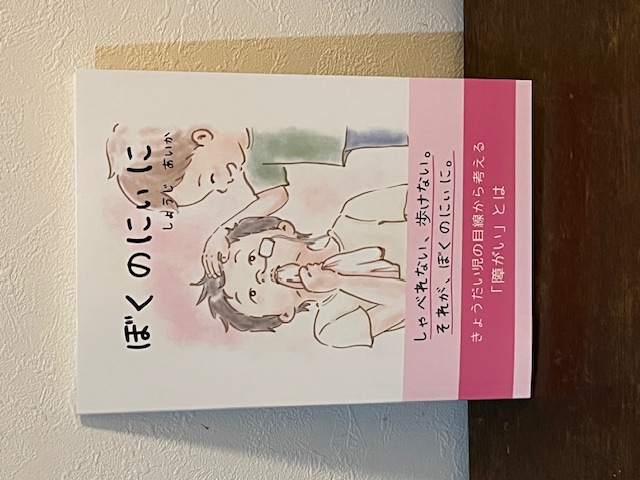 ぼくのにぃに
しょうじ あいか
しゃべれない、歩けない。
それが、ぼくのにぃに。
きょうだい児の目線から考える
「障がい」とは